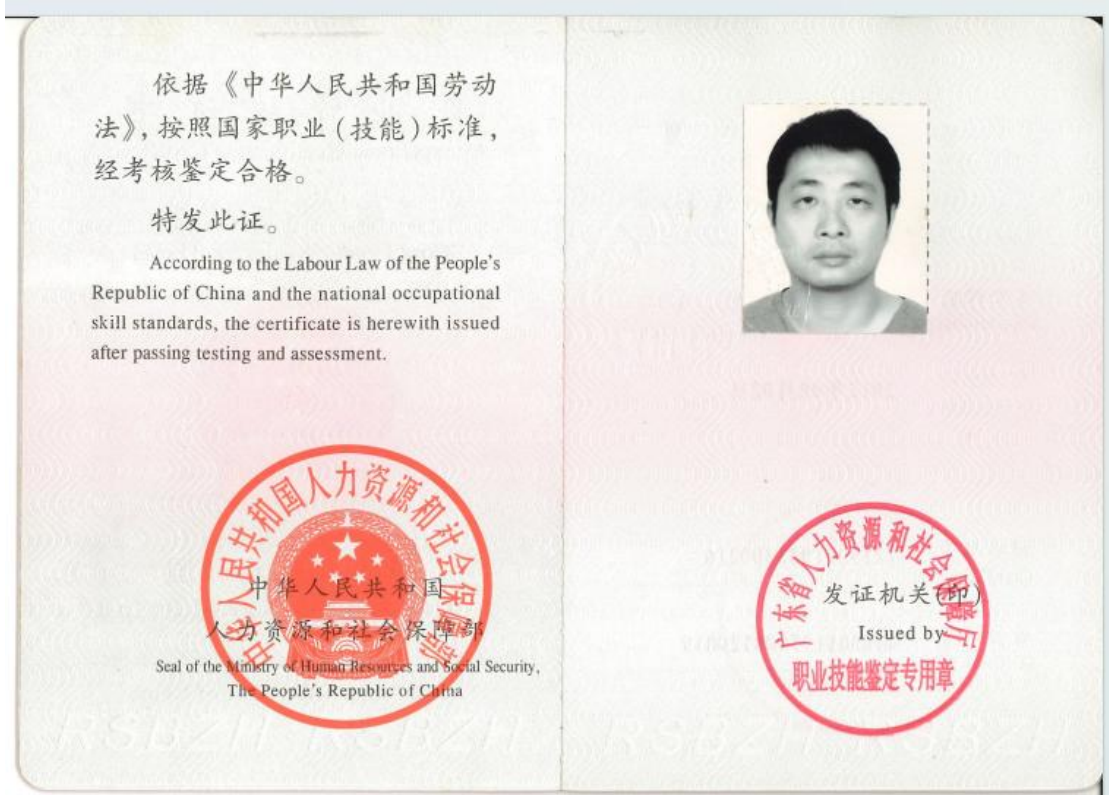 依据《中华人民共和国劳动
法》，按照国家职业(技能)标准，
经考核鉴定合格。
特发此证。
According to the Labour Law of the People's
Republic of China and the national occupational
skill standards, the certificate is herewith issued
after passing testing and assessment.
中华人民共和国人力资源和社会保障部
中华人民共和国
人力资源和社会保障部
Seal of the Ministry of Human Resources and Social Security,
The People's Republic of China
广东省人力资源和社会保障厅
发证机关(印)
Issued by
职业技能鉴定专用章
RSBZH RSBZH
RSBZH RSBZH